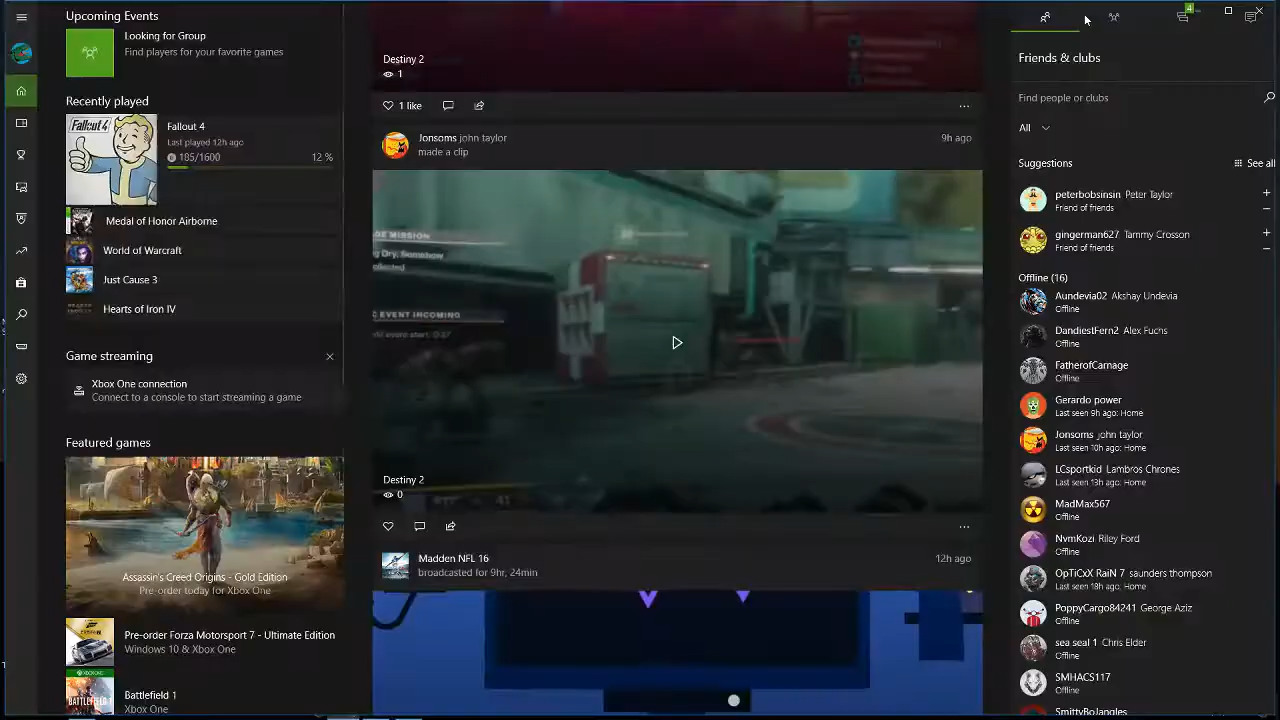 Upcoming Events
Looking for Group
Find players for your favorite games
Recently played
Fallout 4
Fallout 4
Last played 12h ago
185/1600
12 %
Medal of Honor Airborne
World of Warcraft
Just Cause 3
Hearts of Iron IV
Game streaming
Xbox One connection
Connect to a console to start streaming a game
Featured games
Assassin's Creed Origins - Gold Edition
Pre-order today for Xbox One
Pre-order Forza Motorsport 7 - Ultimate Edition
Windows 10 & Xbox One
Battlefield 1
Xbox One
Destiny 2
1
1 like
Jonsoms john taylor
made a clip
9h ago
MISSION
Dry, Somehow
EVENT INCOMING
Destiny 2
0
Madden NFL 16
broadcasted for 9hr, 24min
12h ago
4
Friends & clubs
Find people or clubs
All
Suggestions
See all
peterbobsinsin Peter Taylor
Friend of friends
gingerman627 Tammy Crosson
Friend of friends
Offline (16)
Aundevia02 Akshay Undevia
Offline
DandiestFern2 Alex Fuchs
Offline
FatherofCarnage
Offline
Gerardo power
Last seen 9h ago: Home
Jonsoms john taylor
Last seen 10h ago: Home
LCsportkid Lambros Chrones
Last seen 13h ago: Home
MadMax567
Offline
NvmKozi Riley Ford
Offline
OpTiCxX RaiN 7 saunders thompson
Last seen 18h ago: Home
PoppyCargo84241 George Aziz
Offline
sea seal 1 Chris Elder
Offline
SMHACS117
Offline
SmittyBoJangles